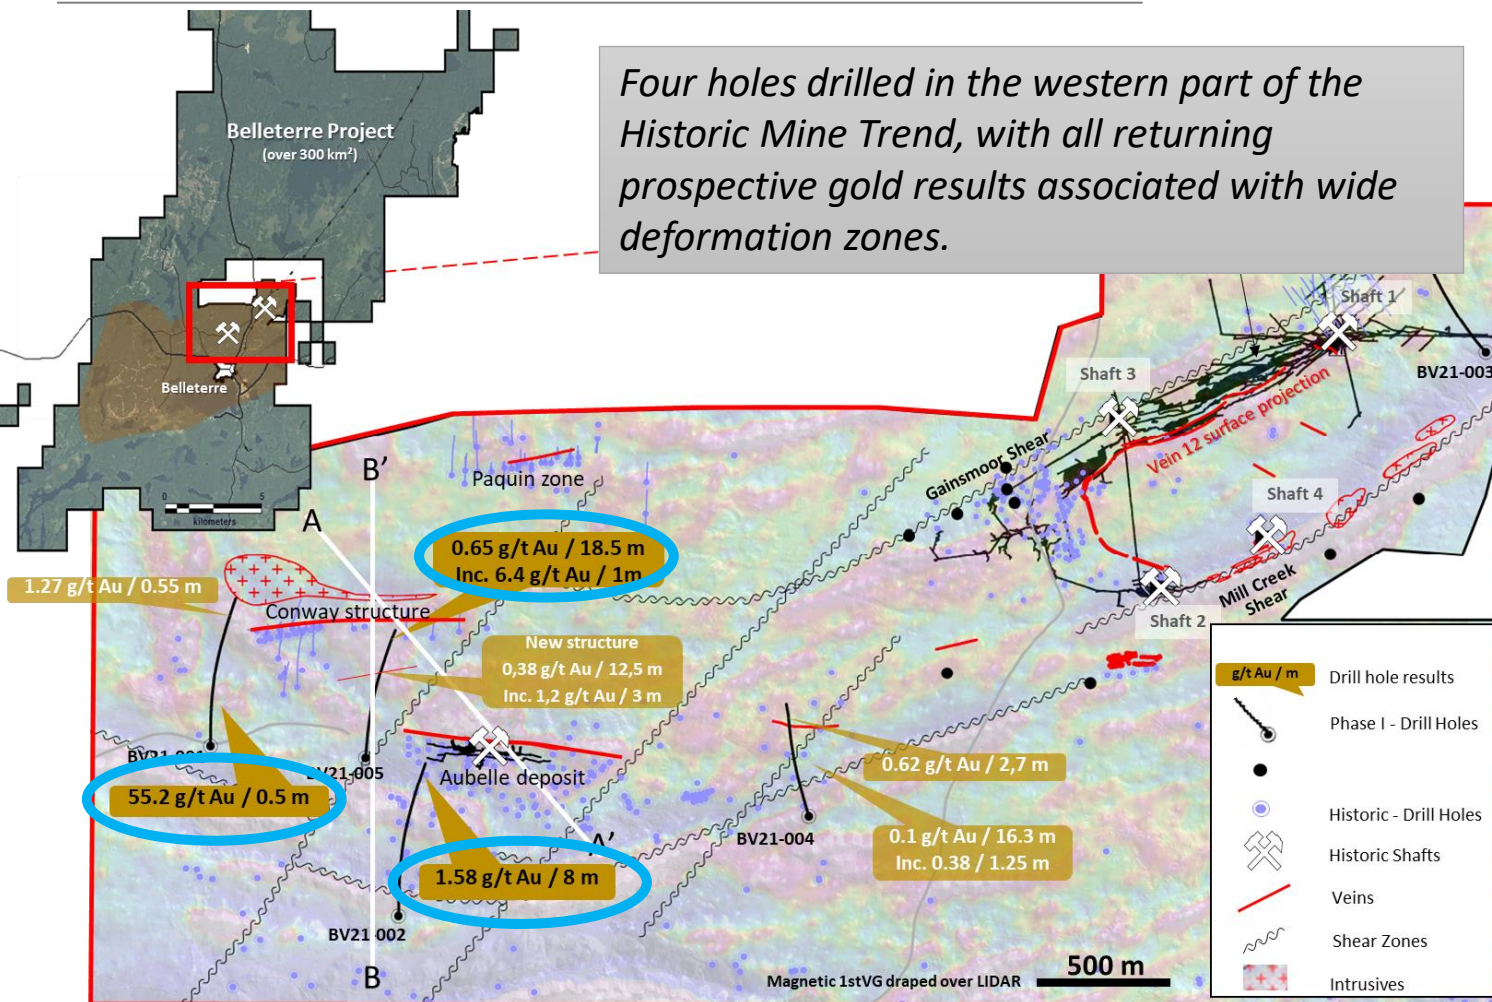 Four holes drilled in the western part of the
Historic Mine Trend, with all returning
prospective gold results associated with wide
deformation zones.
Belleterre Project
(over 300 km²)
Belleterre
0 5
kilometers
Shaft 1
BV21-003
Shaft 3
Vein 12 surface projection
Gainsmoor Shear
Shaft 4
Mill Creek
Shear
Shaft 2
B’
Paquin zone
A
0.65 g/t Au / 18.5 m
Inc. 6.4 g/t Au / 1m
1.27 g/t Au / 0.55 m
Conway structure
New structure
0,38 g/t Au / 12,5 m
Inc. 1,2 g/t Au / 3 m
BV21-001
BV21-005
Aubelle deposit
55.2 g/t Au / 0.5 m
0.62 g/t Au / 2,7 m
BV21-004
0.1 g/t Au / 16.3 m
Inc. 0.38 / 1.25 m
A’
1.58 g/t Au / 8 m
BV21-002
B
Magnetic 1stVG draped over LIDAR
500 m
g/t Au / m
Drill hole results
Phase I - Drill Holes
Historic - Drill Holes
Historic Shafts
Veins
Shear Zones
Intrusives